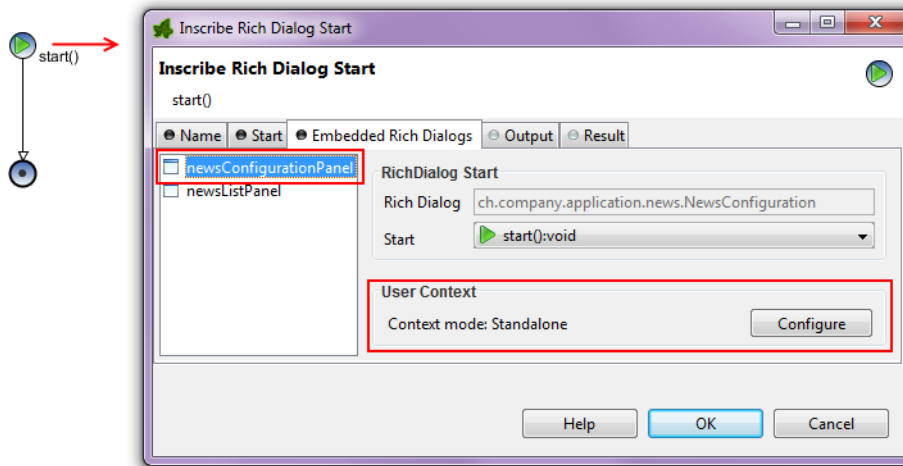 start()
Inscribe Rich Dialog Start
Inscribe Rich Dialog Start
start()
Name Start Embedded Rich Dialogs Output Result
newsConfigurationPanel
newsListPanel
RichDialog Start
Rich Dialog ch.company.application.news.NewsConfiguration
Start start():void
User Context
Context mode: Standalone Configure
Help OK Cancel